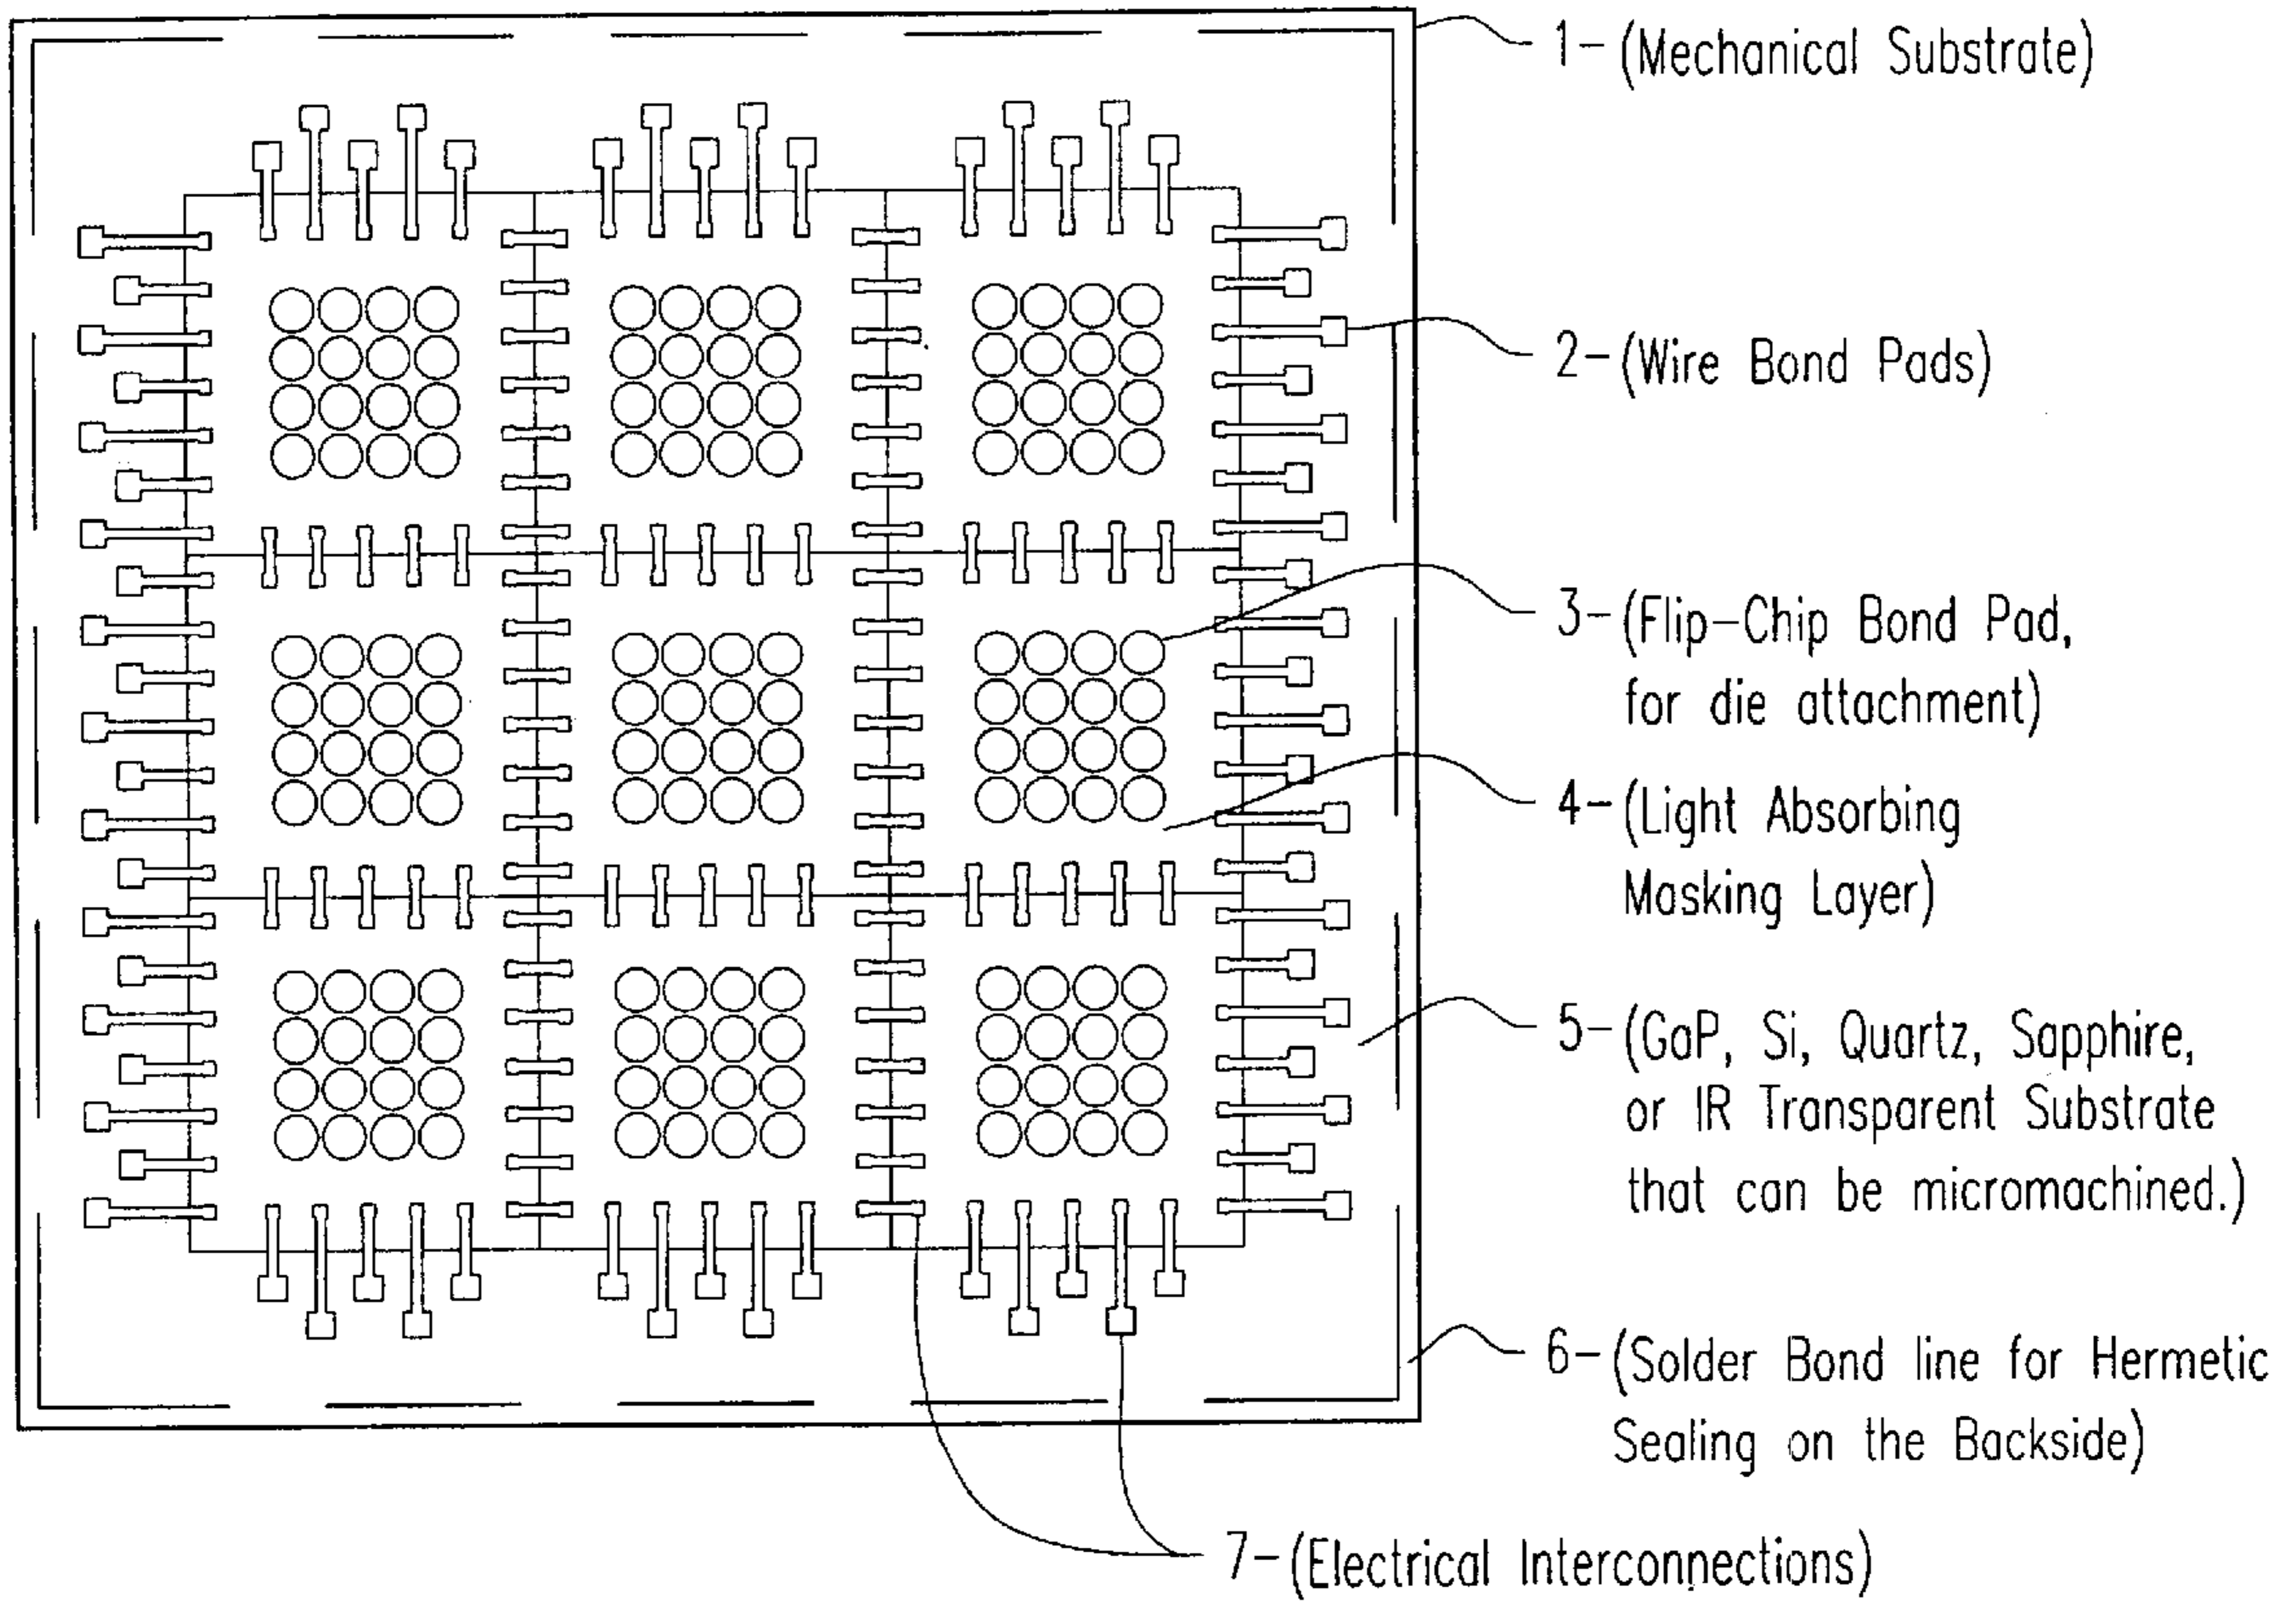 1-(Mechanical Substrate)
2-(Wire Bond Pads)
3-(Flip-Chip Bond Pad,
for die attachment)
4-(Light Absorbing
Masking Layer)
5-(GaP, Si, Quartz, Sapphire,
or IR Transparent Substrate
that can be micromachined.)
6-(Solder Bond line for Hermetic
Sealing on the Backside)
7-(Electrical Interconnections)